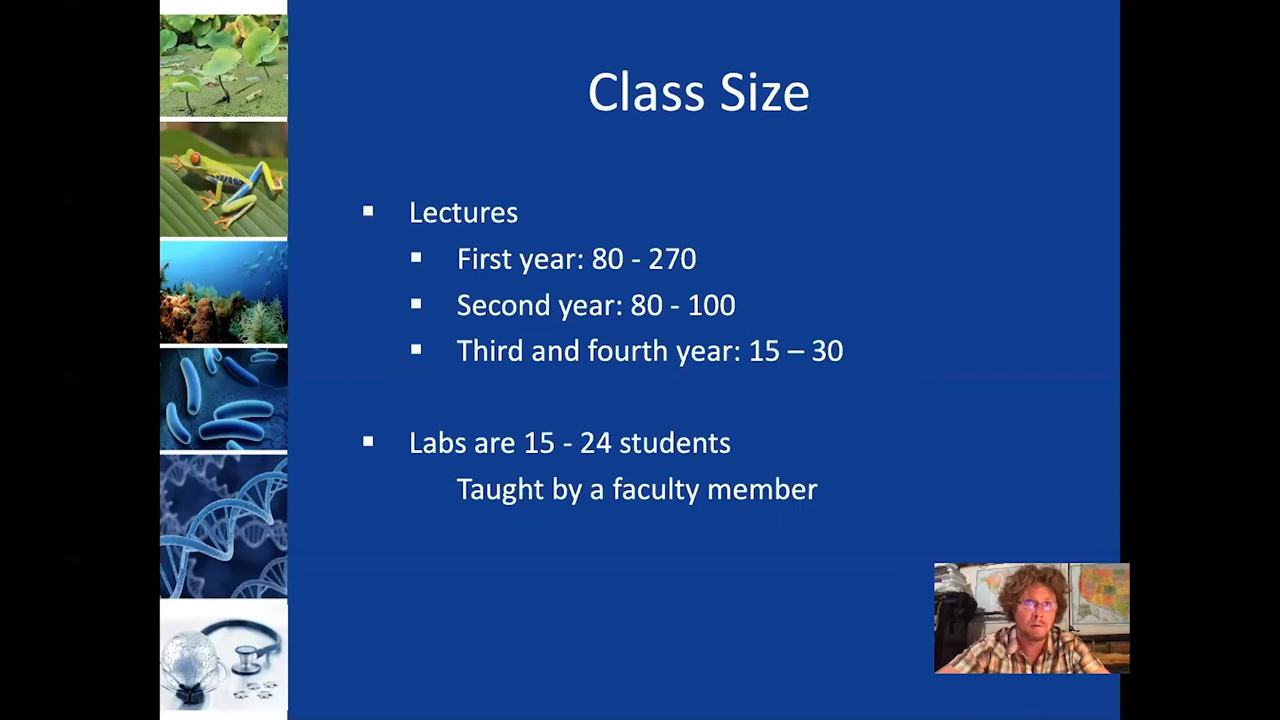 Class Size
▪ Lectures
▪ First year: 80 - 270
▪ Second year: 80 - 100
▪ Third and fourth year: 15 – 30
▪ Labs are 15 - 24 students
Taught by a faculty member